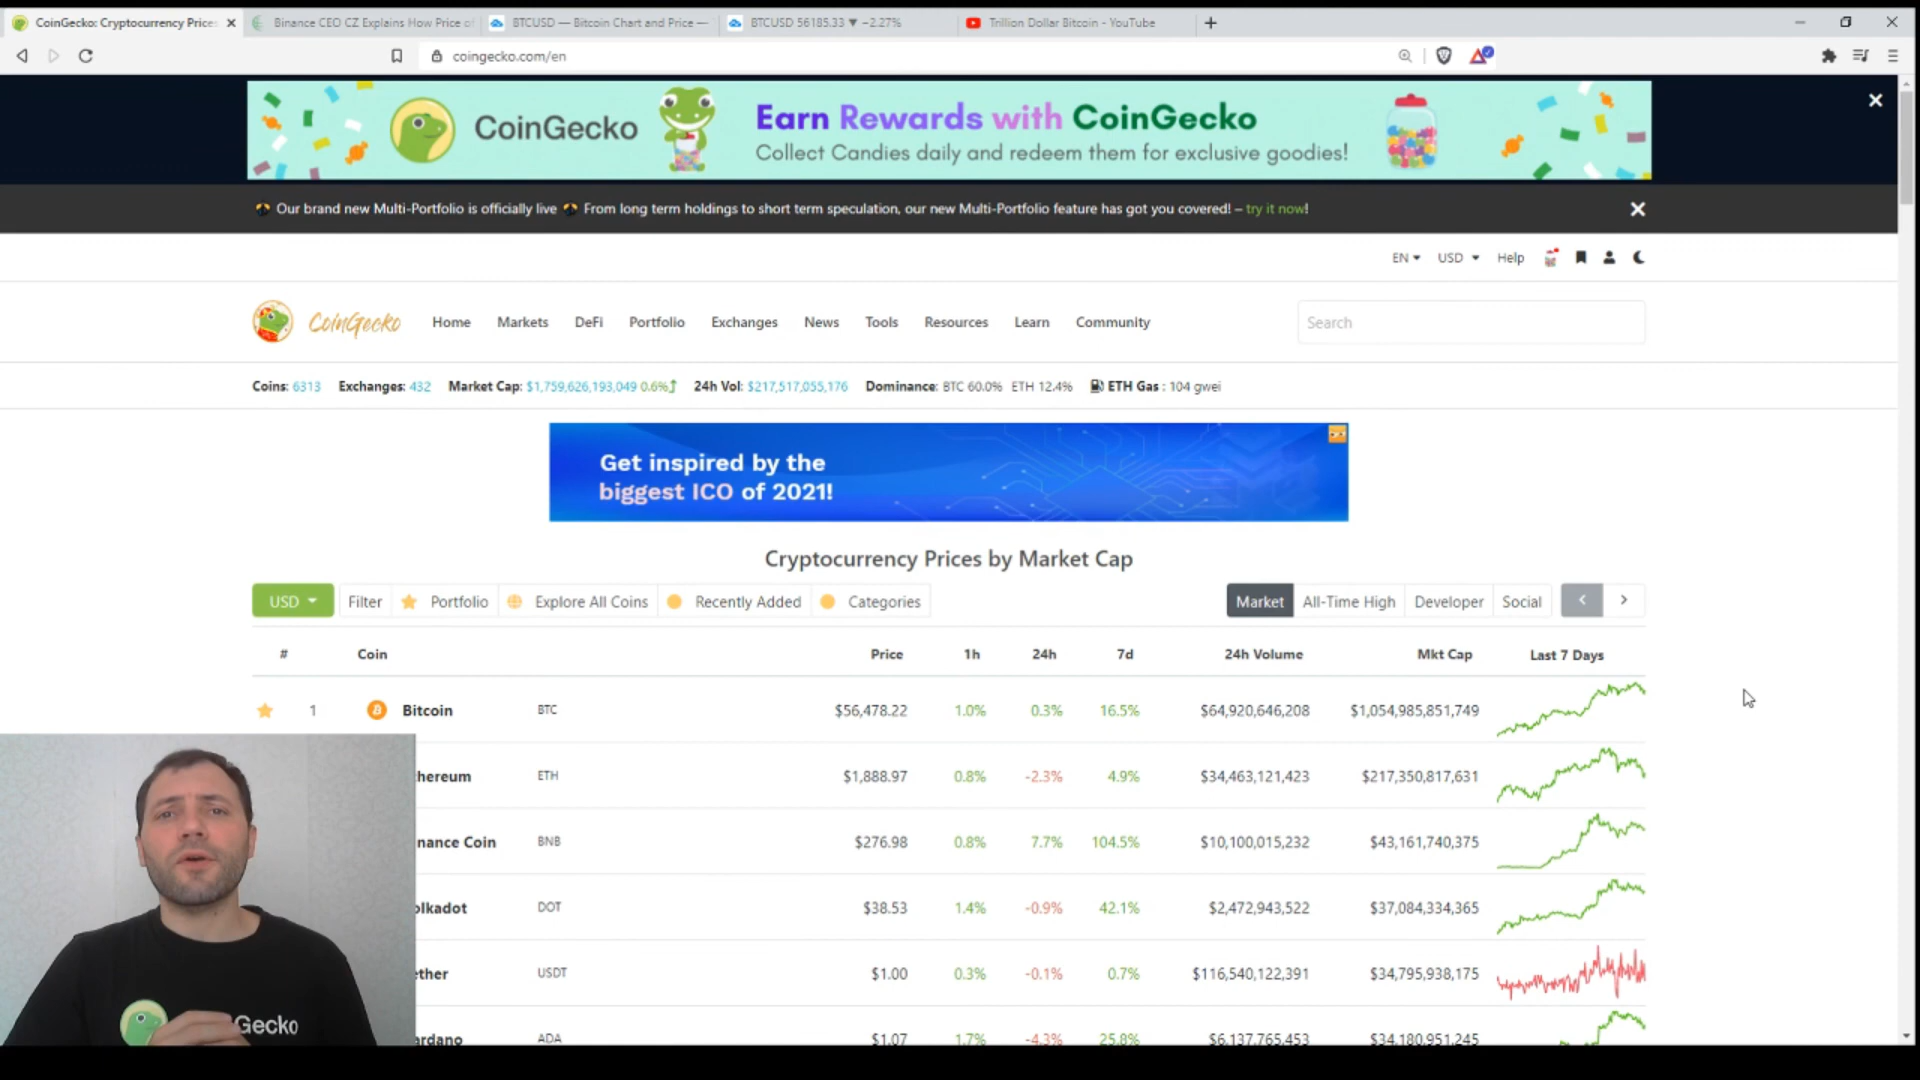 CoinGecko: Cryptocurrency Prices
Binance CEO CZ Explains How Price of
BTCUSD — Bitcoin Chart and Price —
BTCUSD 56185.33 ▼ −2.27%
Trillion Dollar Bitcoin - YouTube
coingecko.com/en
CoinGecko
Earn Rewards with CoinGecko
Collect Candies daily and redeem them for exclusive goodies!
Our brand new Multi-Portfolio is officially live From long term holdings to short term speculation, our new Multi-Portfolio feature has got you covered! – try it now!
EN USD Help
CoinGecko Home Markets DeFi Portfolio Exchanges News Tools Resources Learn Community Search
Coins: 6313 Exchanges: 432 Market Cap: $1,759,626,193,049 0.6% 24h Vol: $217,517,055,176 Dominance: BTC 60.0% ETH 12.4% ETH Gas : 104 gwei
Get inspired by the
biggest ICO of 2021!
Cryptocurrency Prices by Market Cap
USD Filter Portfolio Explore All Coins Recently Added Categories Market All-Time High Developer Social
# Coin Price 1h 24h 7d 24h Volume Mkt Cap Last 7 Days
1 Bitcoin BTC $56,478.22 1.0% 0.3% 16.5% $64,920,646,208 $1,054,985,851,749
hereum ETH $1,888.97 0.8% -2.3% 4.9% $34,463,121,423 $217,350,817,631
nance Coin BNB $276.98 0.8% 7.7% 104.5% $10,100,015,232 $43,161,740,375
olkadot DOT $38.53 1.4% -0.9% 42.1% $2,472,943,522 $37,084,334,365
ether USDT $1.00 0.3% -0.1% 0.7% $116,540,122,391 $34,795,938,175
ardano ADA $1.07 1.7% -4.3% 25.8% $6,137,765,453 $34,180,951,245
Gecko